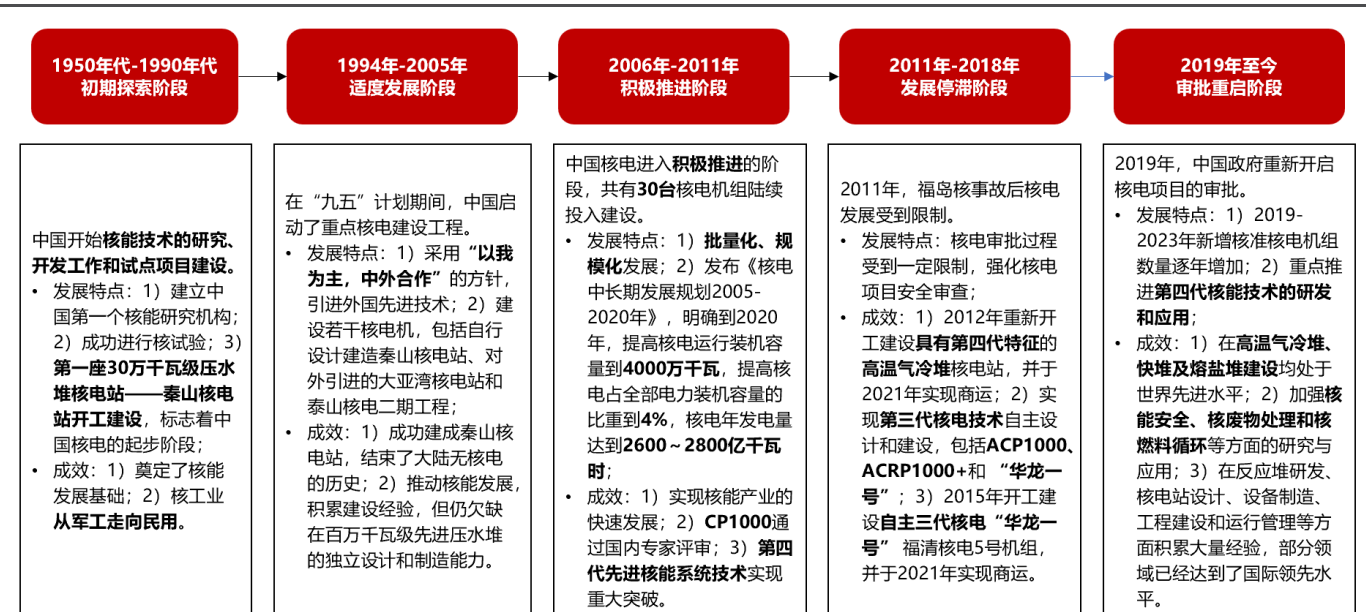 1950年代-1990年代
初期探索阶段
1994年-2005年
适度发展阶段
2006年-2011年
积极推进阶段
2011年-2018年
发展停滞阶段
2019年至今
审批重启阶段
中国开始核能技术的研究、
开发工作和试点项目建设。
• 发展特点：1）建立中
国第一个核能研究机构；
2）成功进行核试验；3）
第一座30万千瓦级压水
堆核电站——秦山核电
站开工建设，标志着中
国核电的起步阶段；
• 成效：1）奠定了核能
发展基础；2）核工业
从军工走向民用。
在“九五”计划期间，中国启
动了重点核电建设工程。
• 发展特点：1）采用“以我
为主，中外合作”的方针，
引进外国先进技术；2）建
设若干核电机，包括自行
设计建造秦山核电站、对
外引进的大亚湾核电站和
泰山核电二期工程；
• 成效：1）成功建成秦山核
电站，结束了大陆无核电
的历史；2）推动核能发展，
积累建设经验，但仍欠缺
在百万千瓦级先进压水堆
的独立设计和制造能力。
中国核电进入积极推进的阶
段，共有30台核电机组陆续
投入建设。
• 发展特点：1）批量化、规
模化发展；2）发布《核电
中长期发展规划2005-
2020年》，明确到2020
年，提高核电运行装机容
量到4000万千瓦，提高核
电占全部电力装机容量的
比重到4%，核电年发电量
达到2600～2800亿千瓦
时；
• 成效：1）实现核能产业的
快速发展；2）CP1000通
过国内专家评审；3）第四
代先进核能系统技术实现
重大突破。
2011年，福岛核事故后核电
发展受到限制。
• 发展特点：核电审批过程
受到一定限制，强化核电
项目安全审查；
• 成效：1）2012年重新开
工建设具有第四代特征的
高温气冷堆核电站，并于
2021年实现商运；2）实
现第三代核电技术自主设
计和建设，包括ACP1000、
ACRP1000+和“华龙一
号”；3）2015年开工建
设自主三代核电“华龙一
号” 福清核电5号机组，
并于2021年实现商运。
2019年，中国政府重新开启
核电项目的审批。
• 发展特点：1）2019-
2023年新增核准核电机组
数量逐年增加；2）重点推
进第四代核能技术的研发
和应用；
• 成效：1）在高温气冷堆、
快堆及熔盐堆建设均处于
世界先进水平；2）加强核
能安全、核废物处理和核
燃料循环等方面的研究与
应用；3）在反应堆研发、
核电站设计、设备制造、
工程建设和运行管理等方
面积累大量经验，部分领
域已经达到了国际领先水
平。